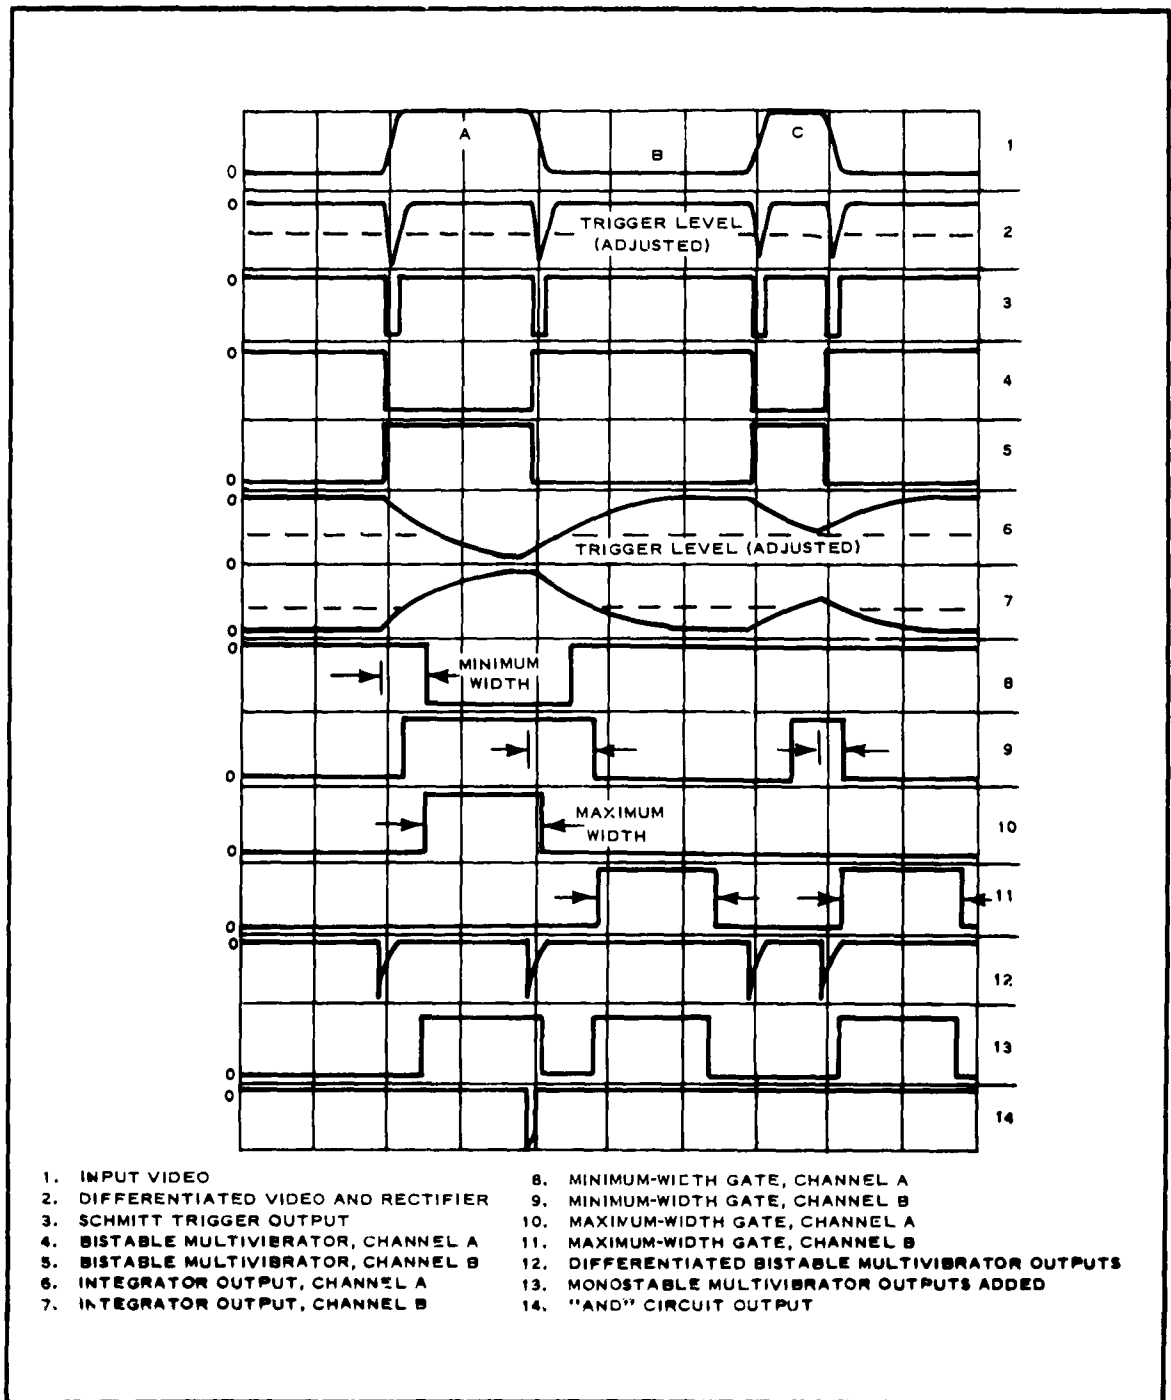 A
B
C
1
0
0
TRIGGER LEVEL
(ADJUSTED)
2
0
3
0
4
0
5
0
6
TRIGGER LEVEL (ADJUSTED)
0
7
0
0
MINIMUM
WIDTH
8
0
9
MAXIMUM
WIDTH
10
0
11
0
0
12
0
13
0
14
1. INPUT VIDEO
2. DIFFERENTIATED VIDEO AND RECTIFIER
3. SCHMITT TRIGGER OUTPUT
4. BISTABLE MULTIVIBRATOR, CHANNEL A
5. BISTABLE MULTIVIBRATOR, CHANNEL B
6. INTEGRATOR OUTPUT, CHANNEL A
7. INTEGRATOR OUTPUT, CHANNEL B
8. MINIMUM-WIDTH GATE, CHANNEL A
9. MINIMUM-WIDTH GATE, CHANNEL B
10. MAXIMUM-WIDTH GATE, CHANNEL A
11. MAXIMUM-WIDTH GATE, CHANNEL B
12. DIFFERENTIATED BISTABLE MULTIVIBRATOR OUTPUTS
13. MONOSTABLE MULTIVIBRATOR OUTPUTS ADDED
14. "AND" CIRCUIT OUTPUT